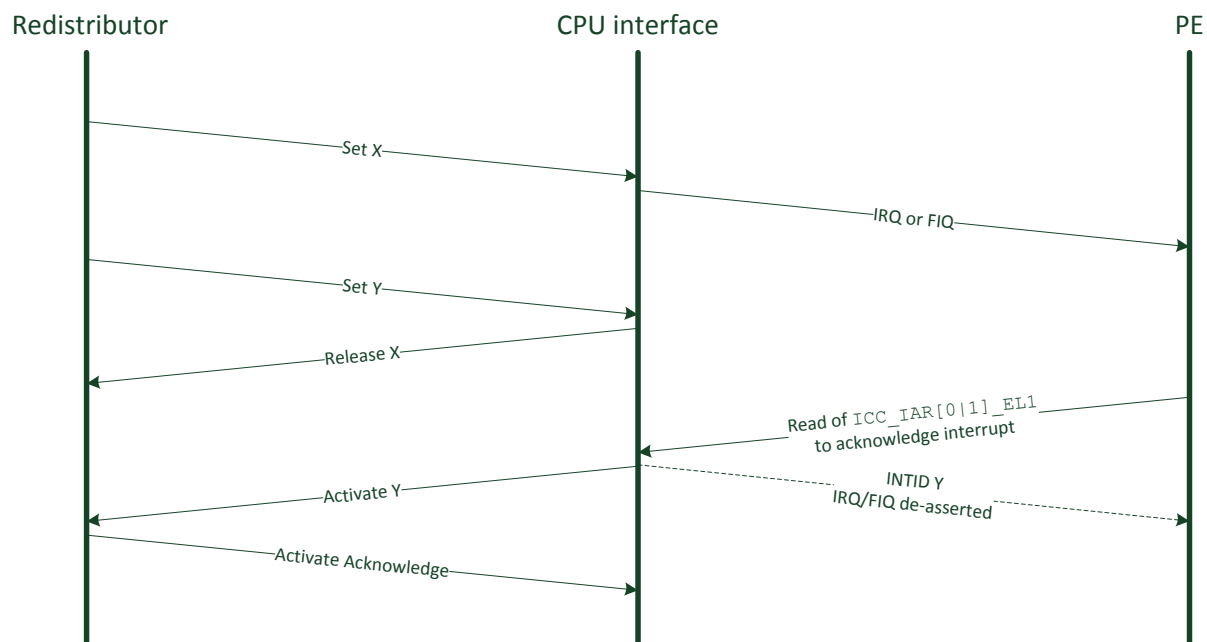 Redistributor
CPU interface
PE
Set X
IRQ or FIQ
Set Y
Release X
Read of ICC_IAR[0|1]_EL1
to acknowledge interrupt
Activate Y
INTID Y
IRQ/FIQ de-asserted
Activate Acknowledge